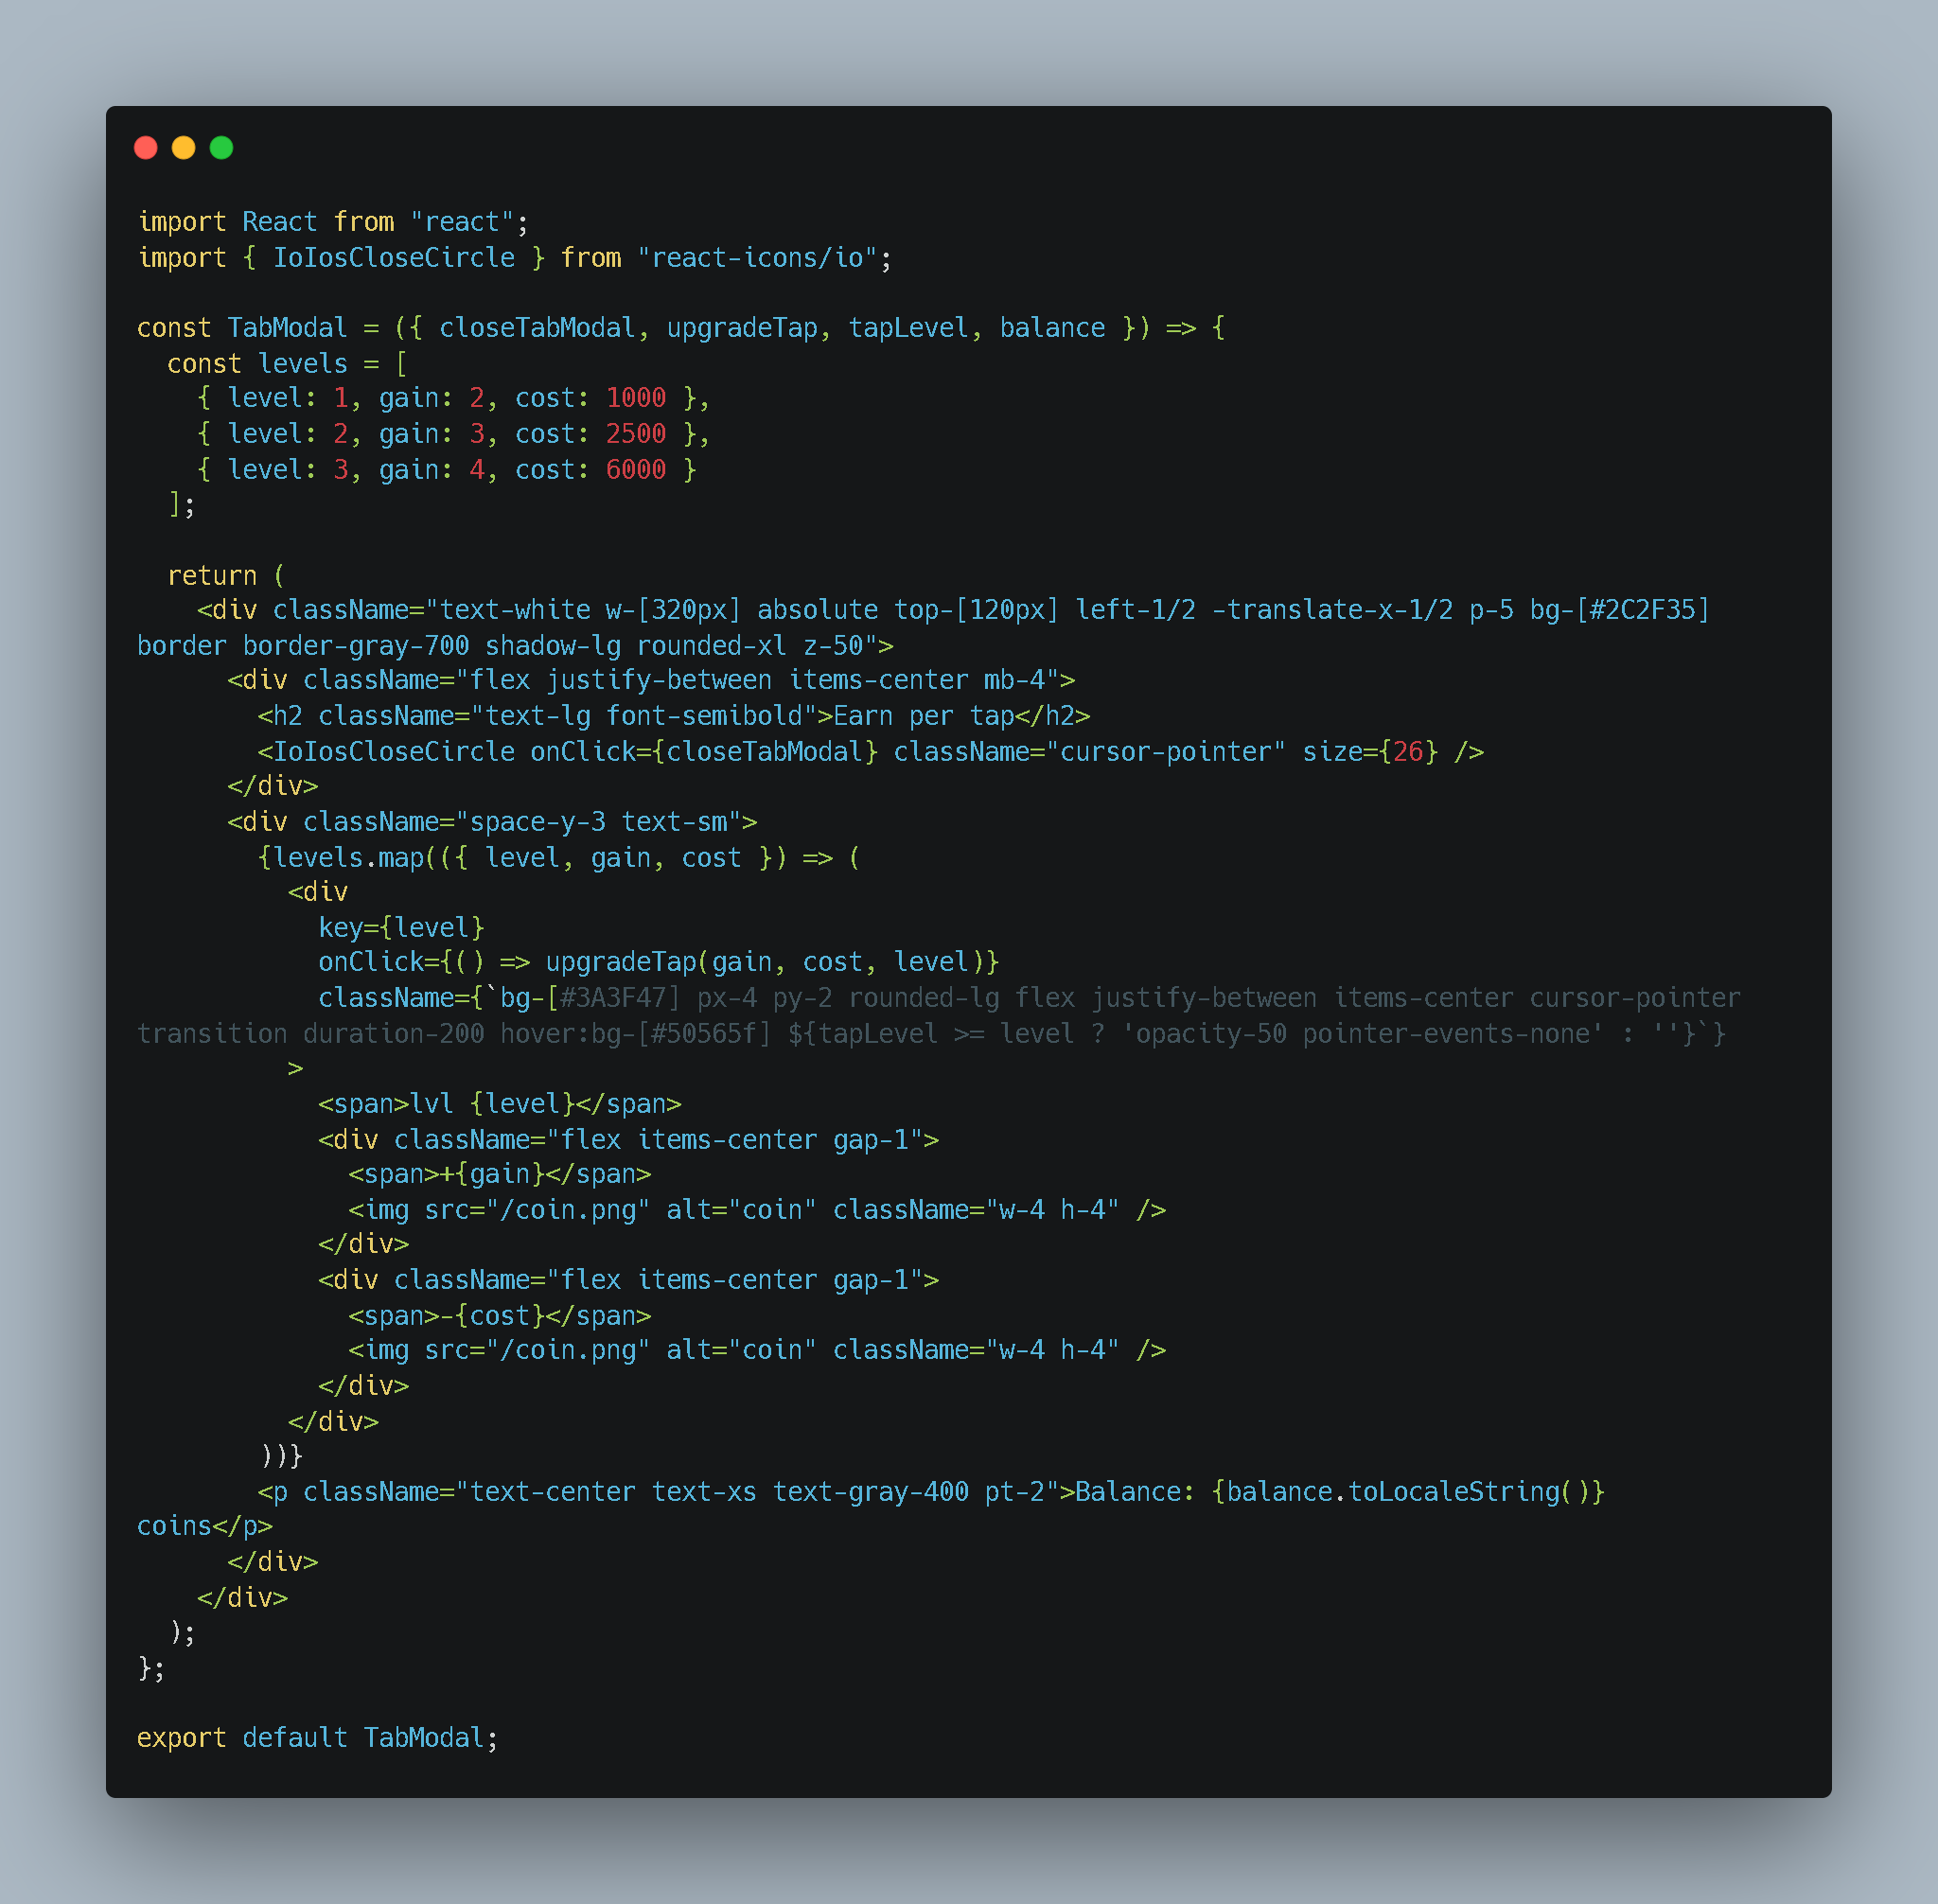 import React from "react";
import { IoIosCloseCircle } from "react-icons/io";

const TabModal = ({ closeTabModal, upgradeTap, tapLevel, balance }) => {
  const levels = [
    { level: 1, gain: 2, cost: 1000 },
    { level: 2, gain: 3, cost: 2500 },
    { level: 3, gain: 4, cost: 6000 }
  ];

  return (
    <div className="text-white w-[320px] absolute top-[120px] left-1/2 -translate-x-1/2 p-5 bg-[#2C2F35]
border border-gray-700 shadow-lg rounded-xl z-50">
      <div className="flex justify-between items-center mb-4">
        <h2 className="text-lg font-semibold">Earn per tap</h2>
        <IoIosCloseCircle onClick={closeTabModal} className="cursor-pointer" size={26} />
      </div>
      <div className="space-y-3 text-sm">
        {levels.map(({ level, gain, cost }) => (
          <div
            key={level}
            onClick={() => upgradeTap(gain, cost, level)}
            className={`bg-[#3A3F47] px-4 py-2 rounded-lg flex justify-between items-center cursor-pointer
transition duration-200 hover:bg-[#50565f] ${tapLevel >= level ? 'opacity-50 pointer-events-none' : ''}`}
          >
            <span>lvl {level}</span>
            <div className="flex items-center gap-1">
              <span>+{gain}</span>
              <img src="/coin.png" alt="coin" className="w-4 h-4" />
            </div>
            <div className="flex items-center gap-1">
              <span>-{cost}</span>
              <img src="/coin.png" alt="coin" className="w-4 h-4" />
            </div>
          </div>
        ))}
        <p className="text-center text-xs text-gray-400 pt-2">Balance: {balance.toLocaleString()}
coins</p>
      </div>
    </div>
  );
};

export default TabModal;